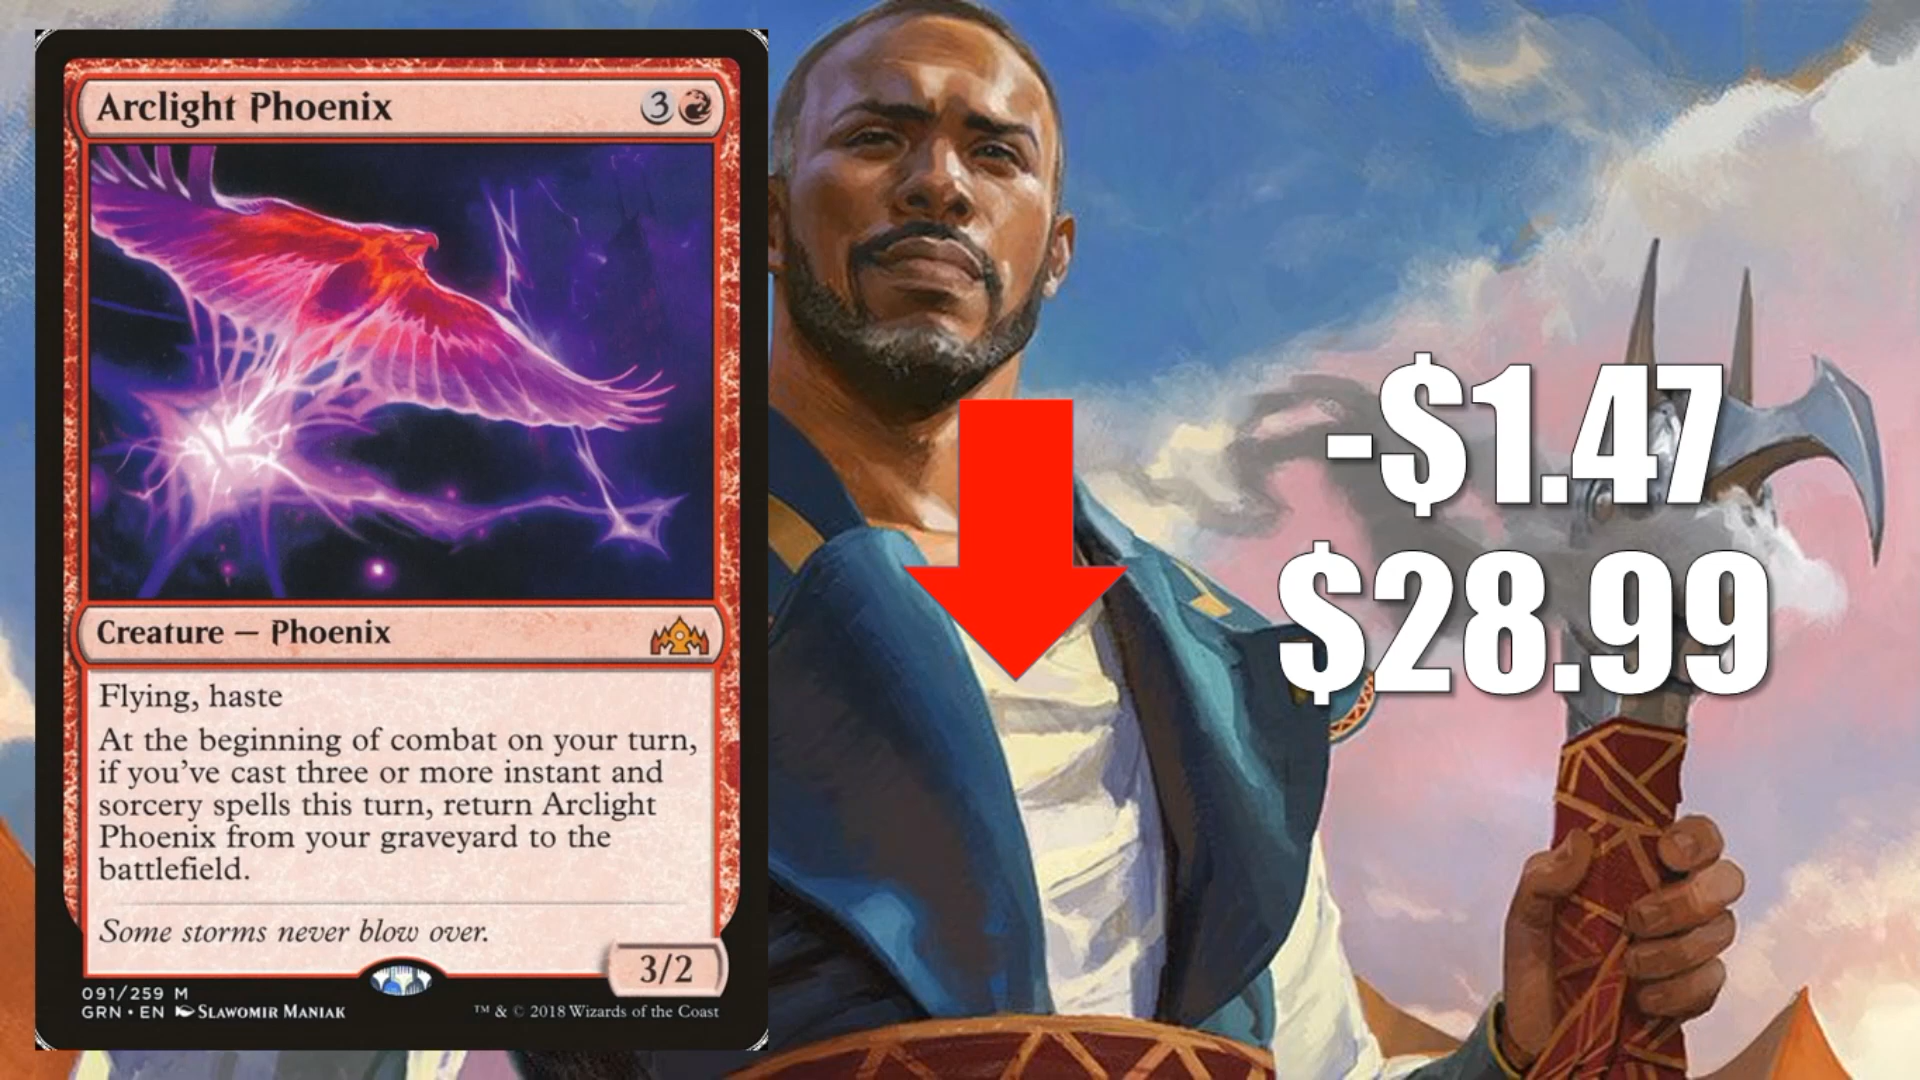 Arclight Phoenix
3
Creature — Phoenix
Flying, haste
At the beginning of combat on your turn,
if you've cast three or more instant and
sorcery spells this turn, return Arclight
Phoenix from your graveyard to the
battlefield.
Some storms never blow over.
3/2
091/259 M
GRN • EN SLAWOMIR MANIAK
™ & © 2018 Wizards of the Coast
-$1.47
$28.99